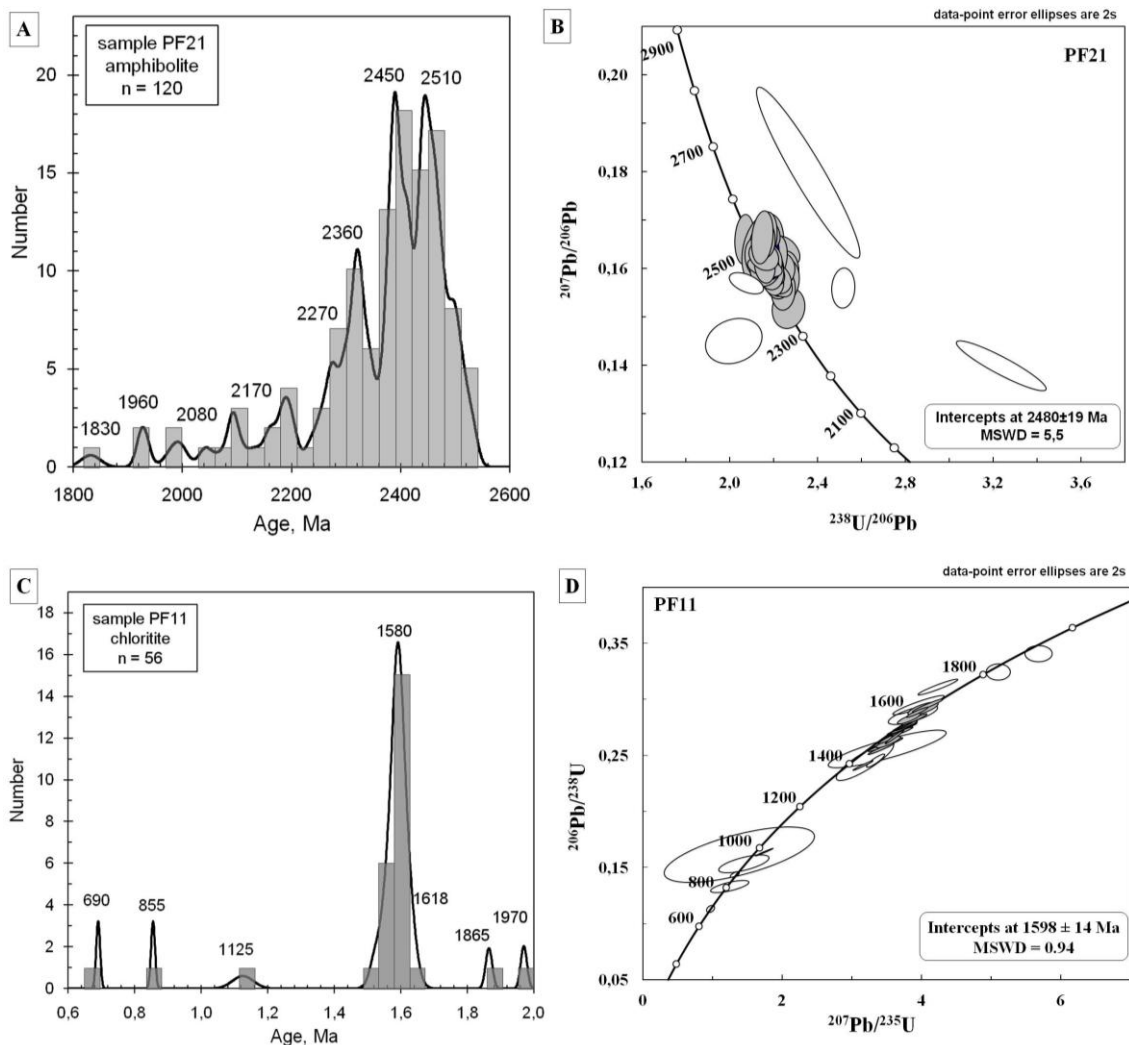 A
sample PF21
amphibolite
n = 120
Number
20
15
10
5
0
1830
1960
2080
2170
2270
2360
2450
2510
1800
2000
2200
2400
2600
Age, Ma
data-point error ellipses are 2s
B
PF21
207Pb/206Pb
0,20
0,18
0,16
0,14
0,12
2900
2700
2500
2300
2100
Intercepts at 2480±19 Ma
MSWD = 5,5
1,6
2,0
2,4
2,8
3,2
3,6
238U/206Pb
C
sample PF11
chloritite
n = 56
Number
18
16
14
12
10
8
6
4
2
0
690
855
1125
1580
1618
1865
1970
0,6
0,8
1,0
1,2
1,4
1,6
1,8
2,0
Age, Ma
data-point error ellipses are 2s
D
PF11
206Pb/238U
0,35
0,25
0,15
0,05
1800
1600
1400
1200
1000
800
600
Intercepts at 1598 ± 14 Ma
MSWD = 0.94
0
2
4
6
207Pb/235U